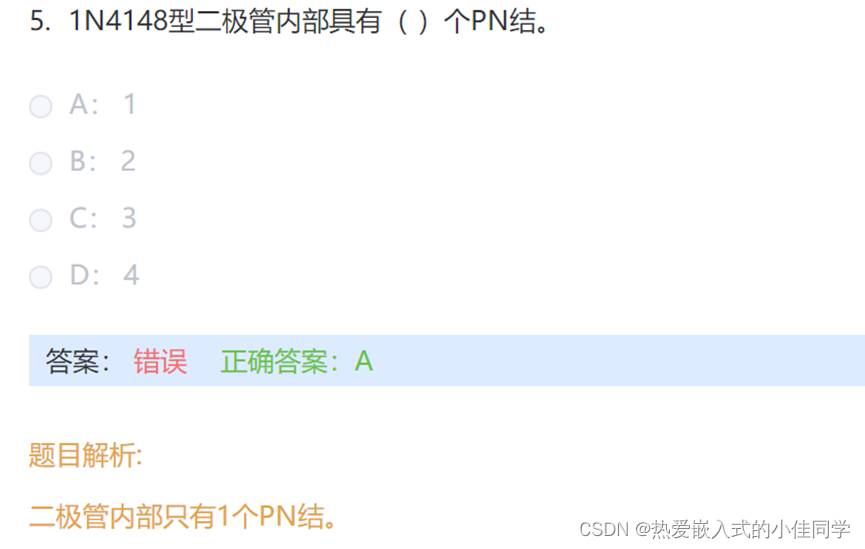 5. 1N4148型二极管内部具有（ ）个PN结。
A： 1
B： 2
C： 3
D： 4
答案： 错误 正确答案：A
题目解析:
二极管内部只有1个PN结。
CSDN @热爱嵌入式的小佳同学